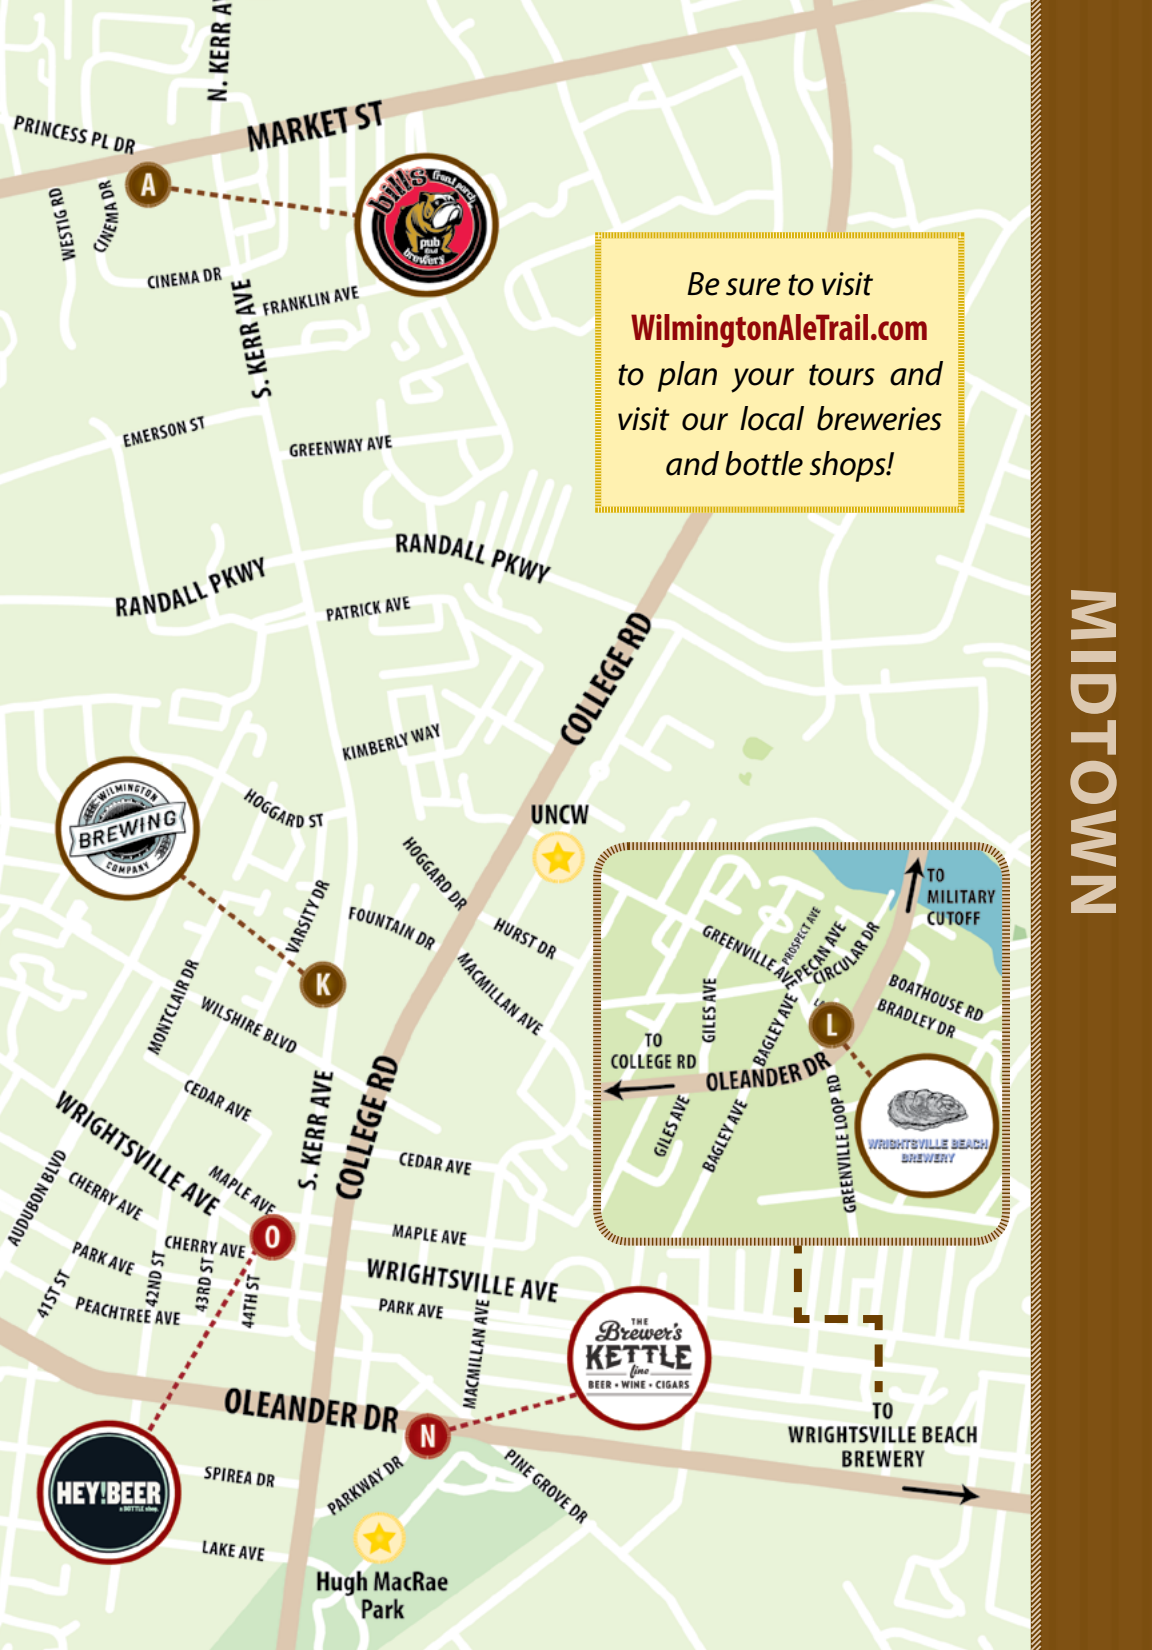 N. KERR A
MARKET ST
PRINCESS PL DR
A
WESTIG RD
CINEMA DR
CINEMA DR
bill's
front porch
pub
and
brewery
S. KERR AVE
FRANKLIN AVE
Be sure to visit
WilmingtonAleTrail.com
to plan your tours and
visit our local breweries
and bottle shops!
EMERSON ST
GREENWAY AVE
RANDALL PKWY
RANDALL PKWY
PATRICK AVE
COLLEGE RD
MIDTOWN
KIMBERLY WAY
WILMINGTON
BREWING
COMPANY
HOGGARD ST
UNCW
HOGGARD DR
VARSITY DR
FOUNTAIN DR
HURST DR
MACMILLAN AVE
K
MONTCLAIR DR
WILSHIRE BLVD
TO
MILITARY
CUTOFF
GREENVILLE AVE
PROSPECT AVE
PECAN AVE
CIRCULAR DR
BOATHOUSE RD
BRADLEY DR
GILES AVE
BAGLEY AVE
L
TO
COLLEGE RD
OLEANDER DR
GILES AVE
BAGLEY AVE
GREENVILLE LOOP RD
WRIGHTSVILLE BEACH
BREWERY
CEDAR AVE
S. KERR AVE
COLLEGE RD
WRIGHTSVILLE AVE
CEDAR AVE
AUDUBON BLVD
CHERRY AVE
MAPLE AVE
O
MAPLE AVE
CHERRY AVE
PARK AVE
42ND ST
43RD ST
44TH ST
41ST ST
PEACHTREE AVE
WRIGHTSVILLE AVE
PARK AVE
MACMILLAN AVE
THE
Brewer's
KETTLE
fine
BEER • WINE • CIGARS
OLEANDER DR
N
TO
WRIGHTSVILLE BEACH
BREWERY
HEY!BEER
a BOTTLE shop.
SPIREA DR
PARKWAY DR
PINE GROVE DR
LAKE AVE
Hugh MacRae
Park